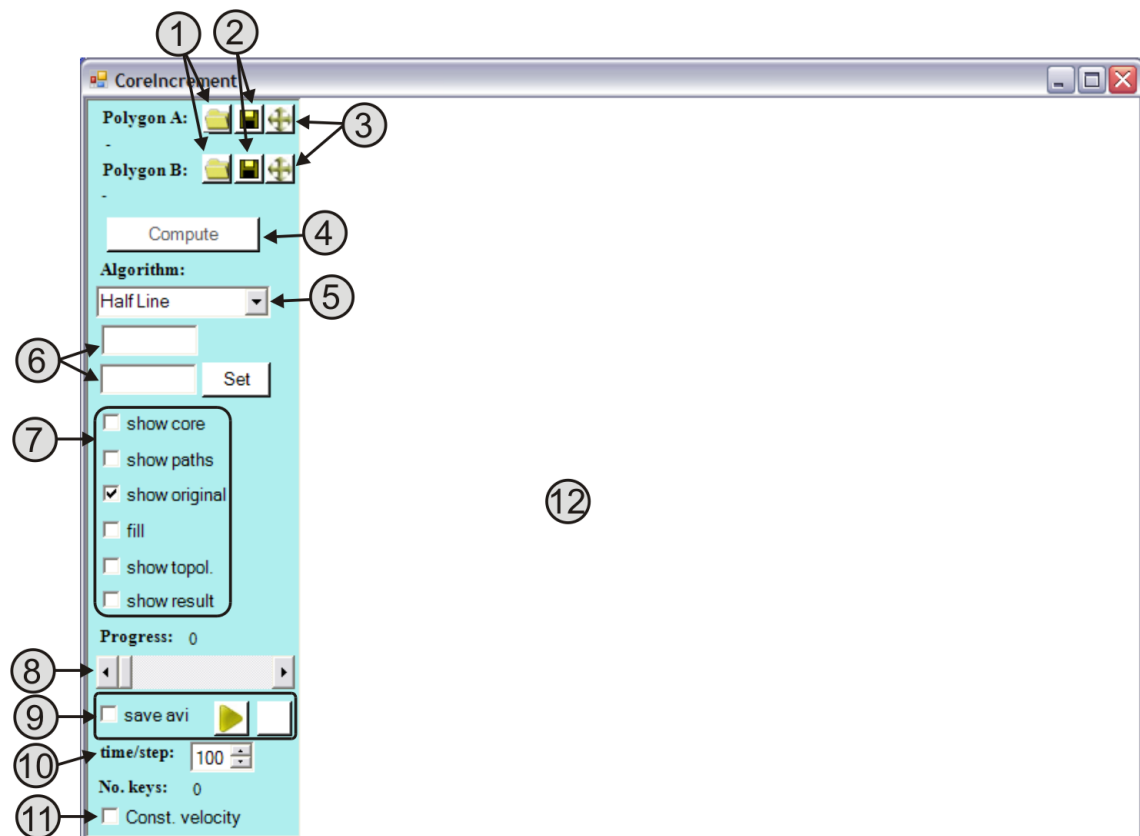 1 2
CoreIncrement
Polygon A: 3
-
Polygon B:
-
Compute 4
Algorithm:
Half Line 5
6
Set
7
show core
show paths
show original
12
fill
show topol.
show result
Progress: 0
8
9 save avi
10 time/step: 100
No. keys: 0
11 Const. velocity